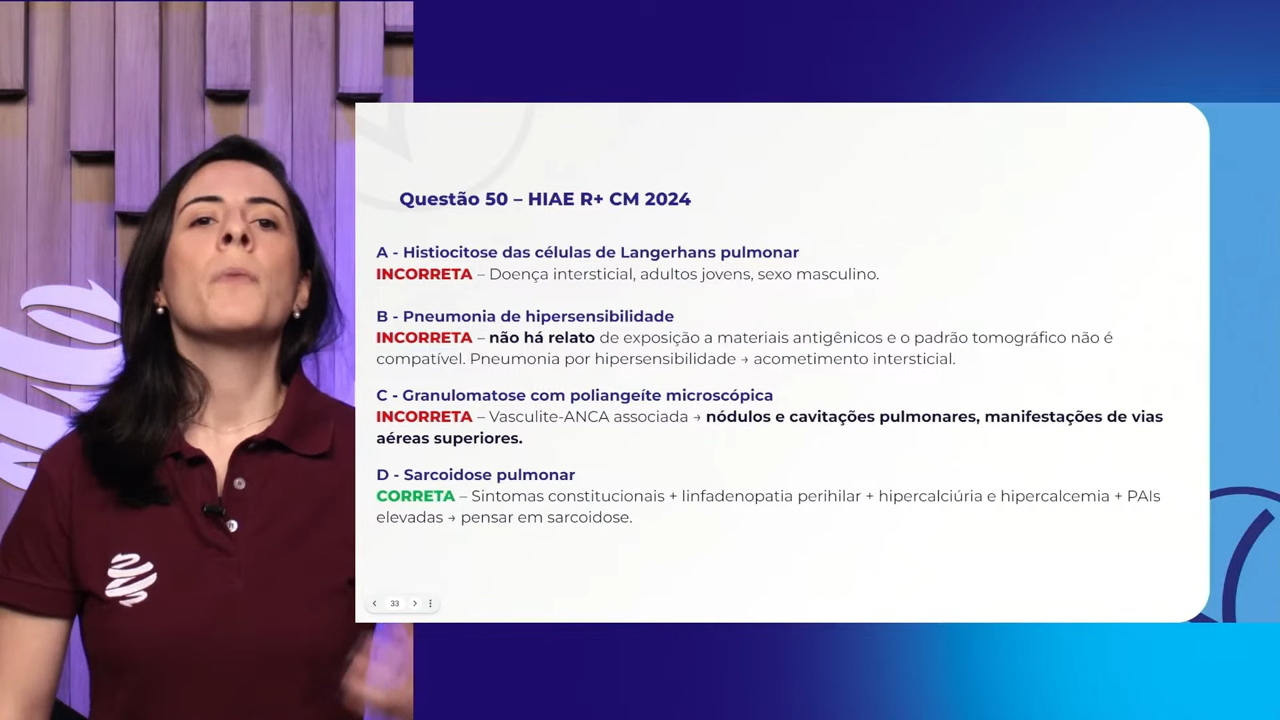 Questão 50 – HIAE R+ CM 2024
A - Histiocitose das células de Langerhans pulmonar
INCORRETA – Doença intersticial, adultos jovens, sexo masculino.
B - Pneumonia de hipersensibilidade
INCORRETA – não há relato de exposição a materiais antigênicos e o padrão tomográfico não é
compatível. Pneumonia por hipersensibilidade → acometimento intersticial.
C - Granulomatose com poliangeíte microscópica
INCORRETA – Vasculite-ANCA associada → nódulos e cavitações pulmonares, manifestações de vias
aéreas superiores.
D - Sarcoidose pulmonar
CORRETA – Sintomas constitucionais + linfadenopatia perihilar + hipercalciúria e hipercalcemia + PAIs
elevadas → pensar em sarcoidose.
33